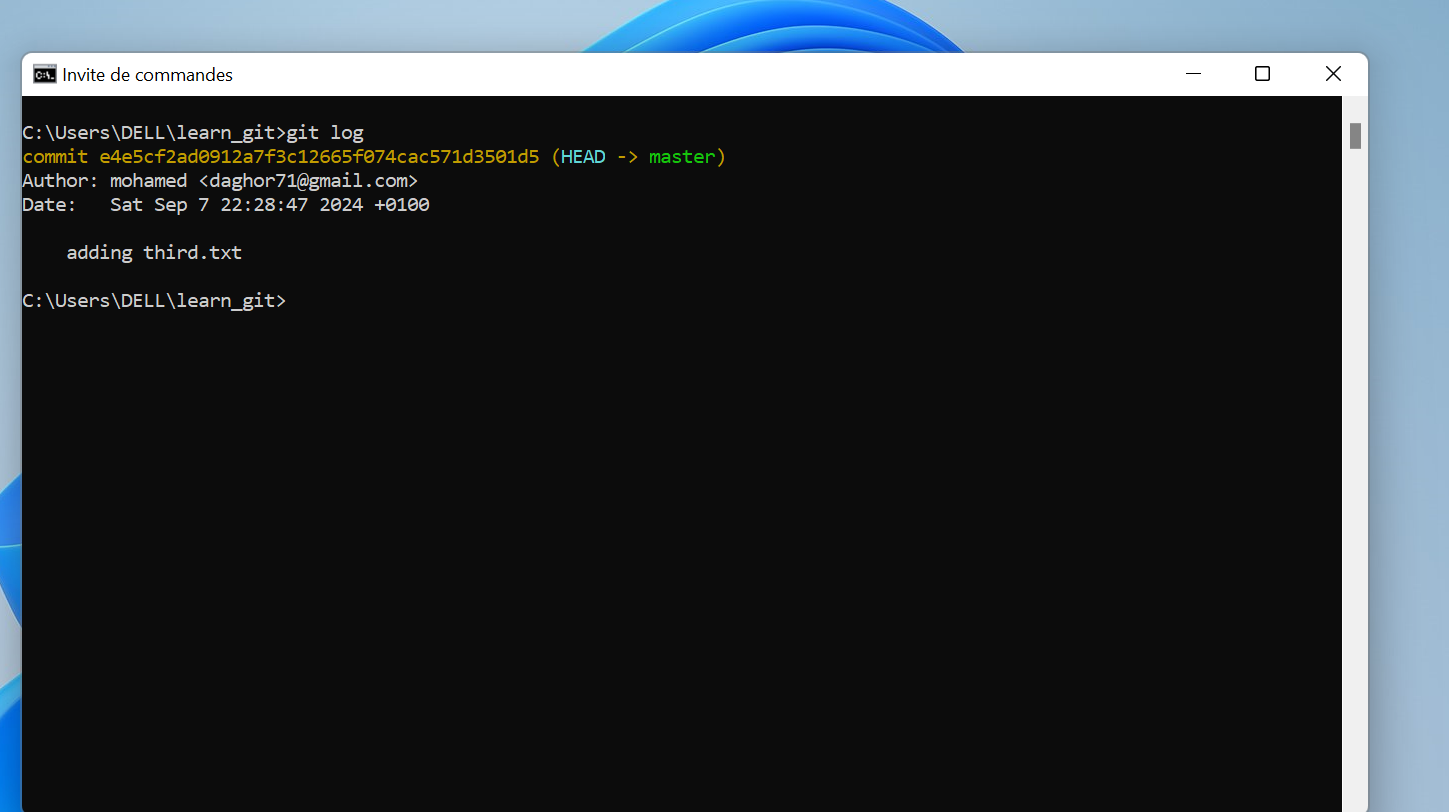 Invite de commandes
C:\Users\DELL\learn_git>git log
commit e4e5cf2ad0912a7f3c12665f074cac571d3501d5 (HEAD -> master)
Author: mohamed <daghor71@gmail.com>
Date:   Sat Sep 7 22:28:47 2024 +0100
    adding third.txt
C:\Users\DELL\learn_git>